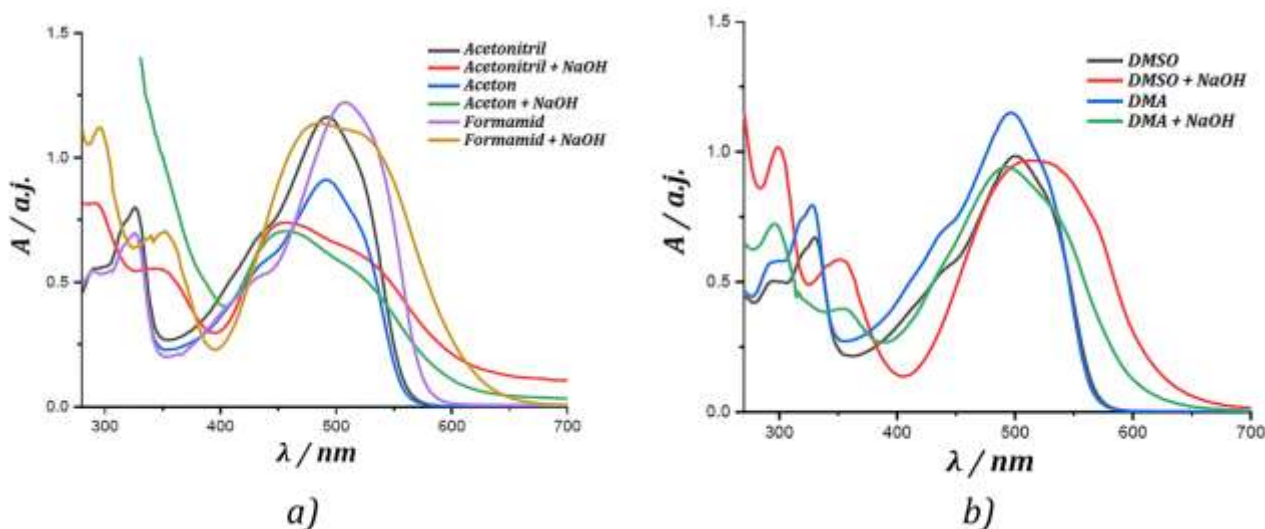 1.5
1.0
0.5
0.0
A / a.j.
300
400
500
600
700
λ / nm
Acetonitril
Acetonitril + NaOH
Aceton
Aceton + NaOH
Formamid
Formamid + NaOH
a)
1.5
1.0
0.5
0.0
A / a.j.
300
400
500
600
700
λ / nm
DMSO
DMSO + NaOH
DMA
DMA + NaOH
b)